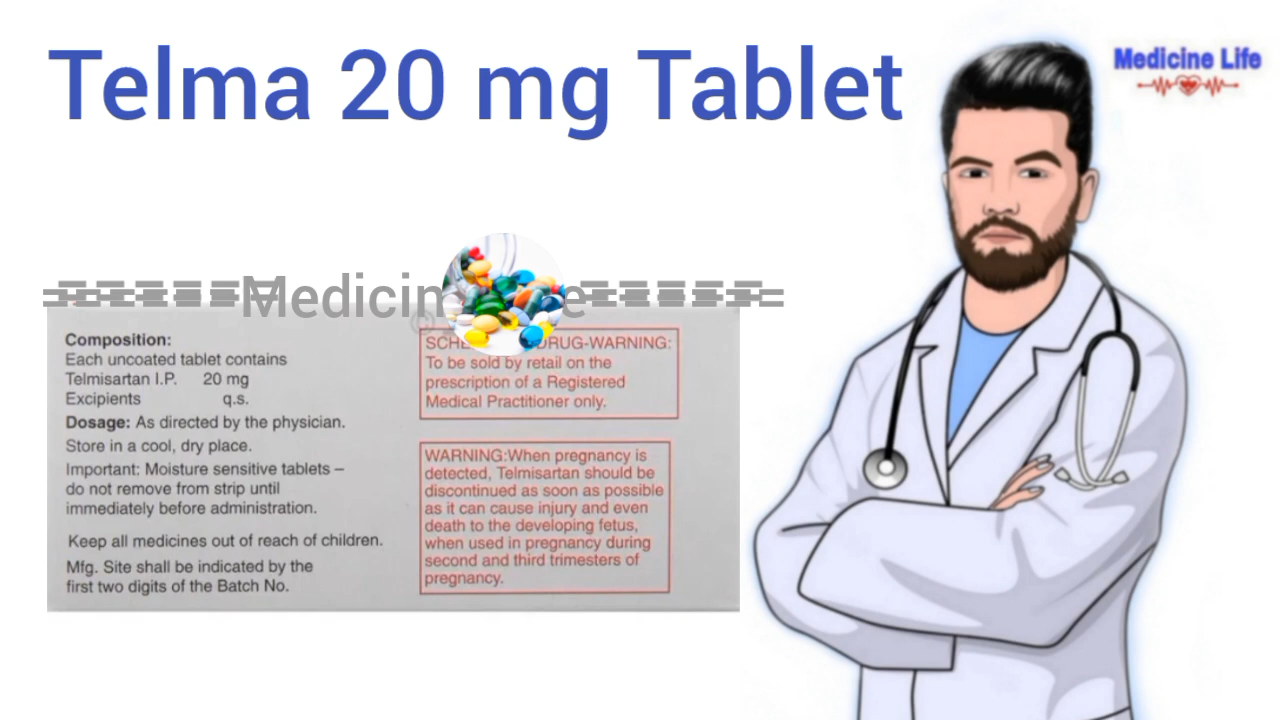 Telma 20 mg Tablet
Medicine Life
Medicin e
Composition:
Each uncoated tablet contains
Telmisartan I.P. 20 mg
Excipients q.s.
Dosage: As directed by the physician.
Store in a cool, dry place.
Important: Moisture sensitive tablets –
do not remove from strip until
immediately before administration.
Keep all medicines out of reach of children.
Mfg. Site shall be indicated by the
first two digits of the Batch No.
SCHE DRUG-WARNING:
To be sold by retail on the
prescription of a Registered
Medical Practitioner only.
WARNING:When pregnancy is
detected, Telmisartan should be
discontinued as soon as possible
as it can cause injury and even
death to the developing fetus,
when used in pregnancy during
second and third trimesters of
pregnancy.